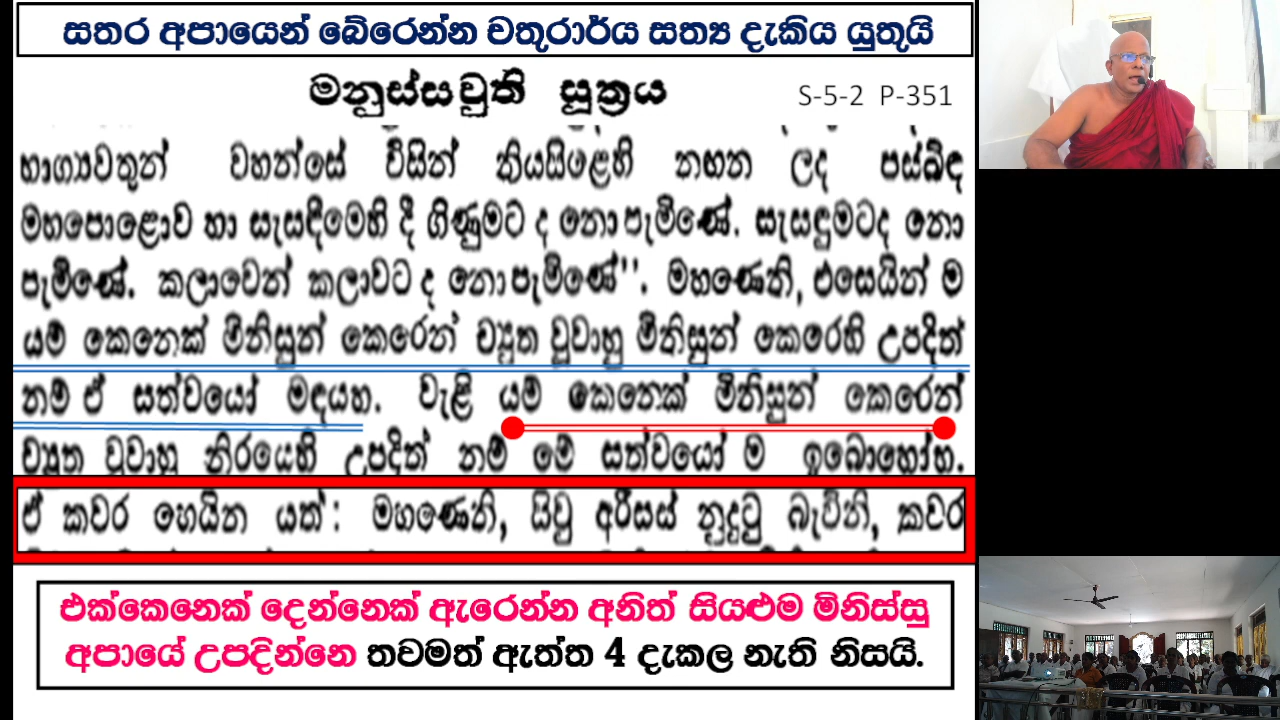 සතර අපායෙන් බේරෙන්න චතුරාර්ය සත්‍ය දැකිය යුතුයි
මනුස්සචුති සූත්‍රය S-5-2 P-351
භාග්‍යවතුන් වහන්සේ විසින් නියසිළෙහි නඟන ලද පස්බිඳ
මහපොළොව හා සැසඳීමෙහි දී ගිණුමට ද නො පැමිණේ. සැසඳුමටද නො
පැමිණේ. කලාවෙන් කලාවට ද නො පැමිණේ''. මහණෙනි, එසෙයින් ම
යම් කෙනෙක් මිනිසුන් කෙරෙන් ච්‍යුත වූවාහු මිනිසුන් කෙරෙහි උපදිත්
නම් ඒ සත්වයෝ මඳයහ. වැළි යම් කෙනෙක් මිනිසුන් කෙරෙන්
ච්‍යුත වූවාහු නිරයෙහි උපදිත් නම් මේ සත්වයෝ ම ඉබොහෝහ.
ඒ කවර හෙයින යත්: මහණෙනි, සිවු අරීසස් නුදුටු බැවිනි, කවර
එක්කෙනෙක් දෙන්නෙක් ඇරෙන්න අනිත් සියළුම මිනිස්සු
අපායේ උපදින්නෙ තවමත් ඇත්ත 4 දැකල නැති නිසයි.